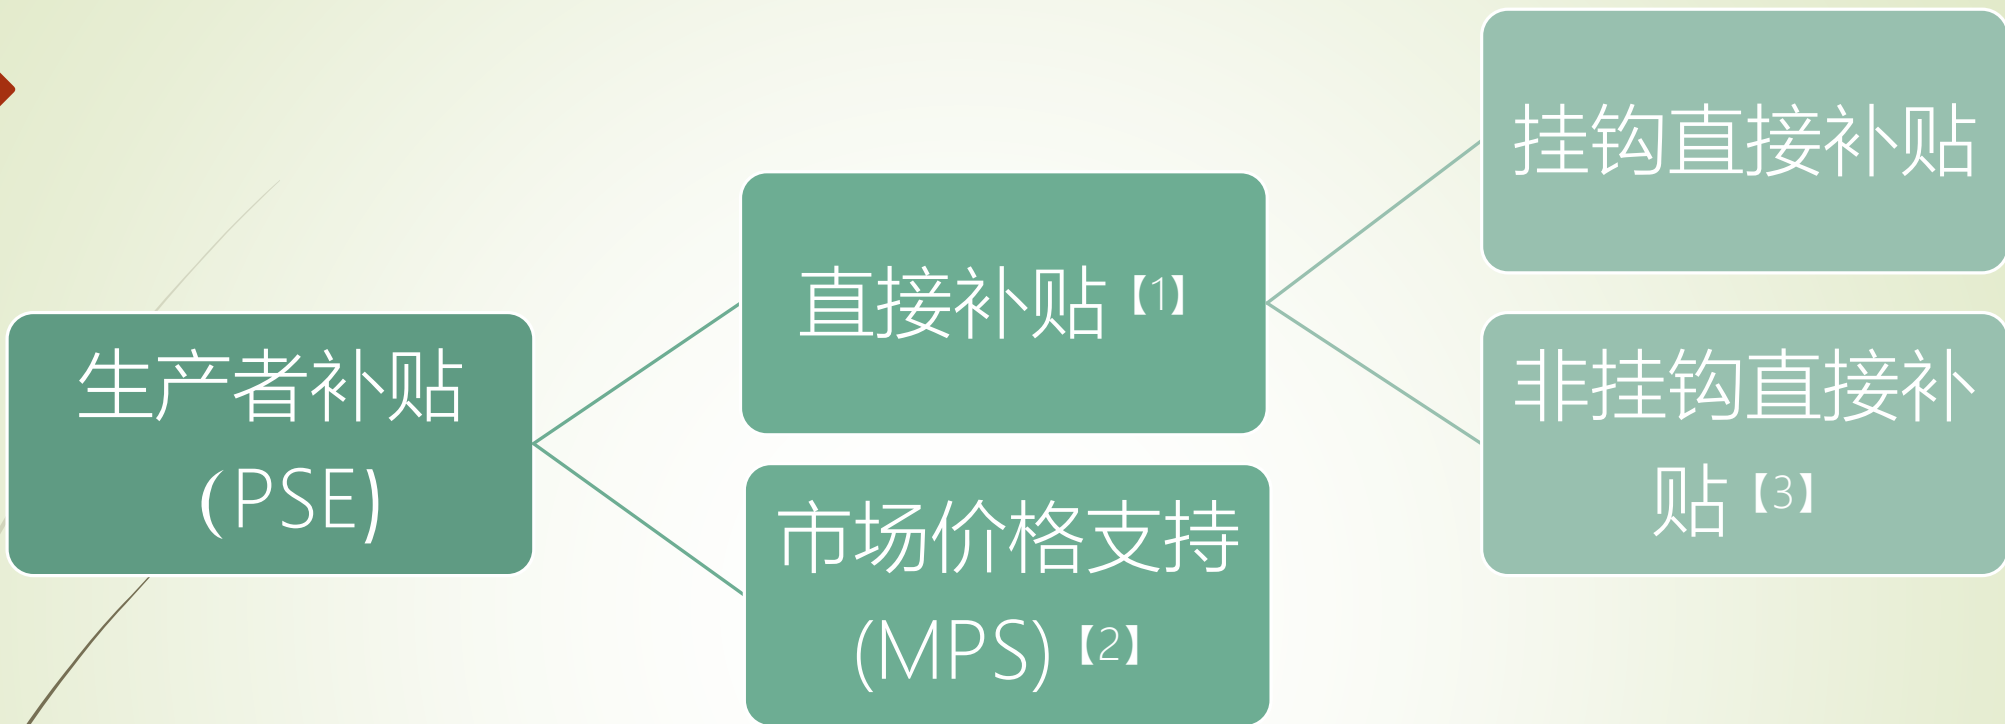 生产者补贴
(PSE)
直接补贴【1】
市场价格支持
(MPS)【2】
挂钩直接补贴
非挂钩直接补
贴【3】